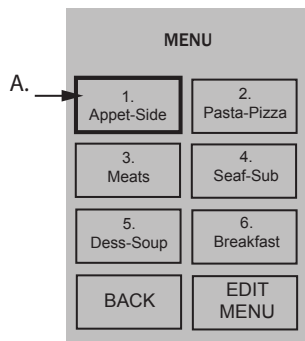 MENU
A.
1.
Appet-Side
2.
Pasta-Pizza
3.
Meats
4.
Seaf-Sub
5.
Dess-Soup
6.
Breakfast
BACK
EDIT
MENU